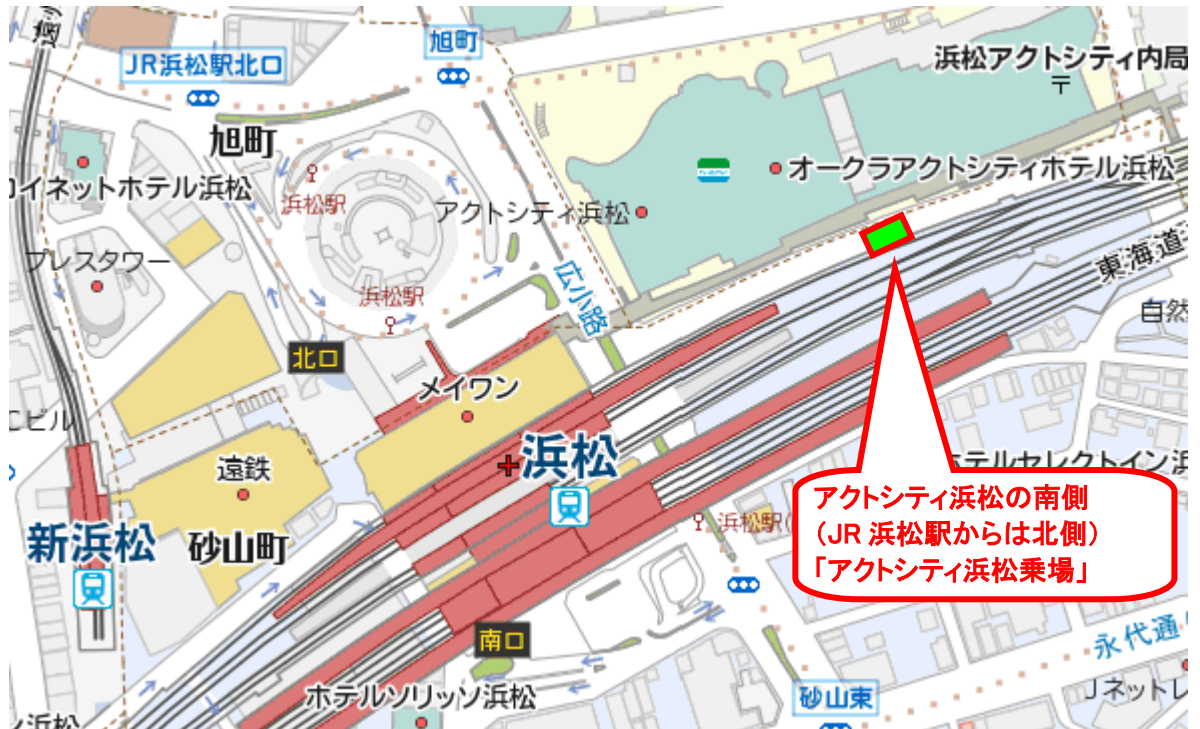 遠
旭町
JR浜松駅北口
浜松アクトシティ内局
〒
旭町
オークラアクトシティホテル浜松
イネットホテル浜松
浜松駅
アクトシティ浜松
プレスタワー
広小路
東海道
浜松駅
自然
北口
メイワン
Cビル
遠鉄
浜松
テルセレクトイン浜
アクトシティ浜松の南側
(JR 浜松駅からは北側)
「アクトシティ浜松乗場」
浜松駅
新浜松
砂山町
南口
永代通
ホテルソリッソ浜松
砂山東
Jネットレ
浜松